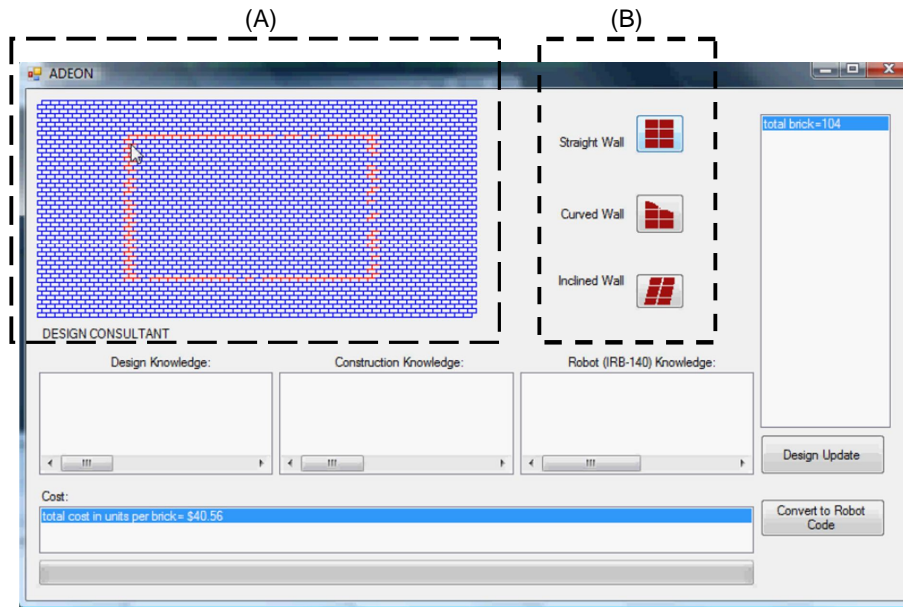 (A)
(B)
ADEON
total brick=104
Straight Wall
Curved Wall
Inclined Wall
DESIGN CONSULTANT
Design Knowledge:
Construction Knowledge:
Robot (IRB-140) Knowledge:
Design Update
Cost:
total cost in units per brick= $40.56
Convert to Robot
Code